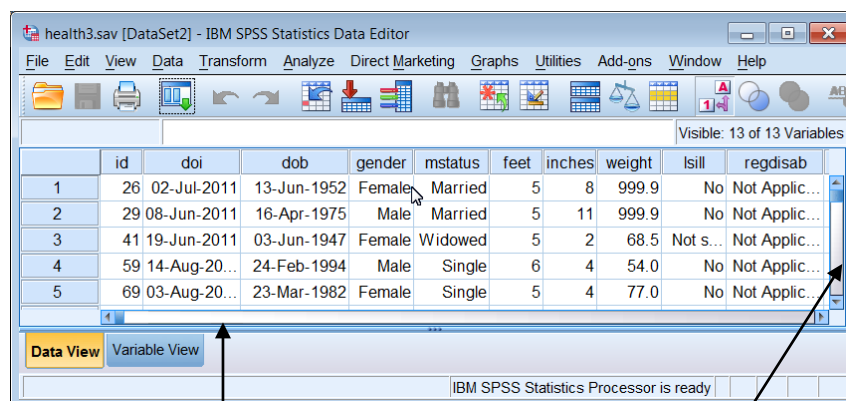 health3.sav [DataSet2] - IBM SPSS Statistics Data Editor
File Edit View Data Transform Analyze Direct Marketing Graphs Utilities Add-ons Window Help
A
1 4
Visible: 13 of 13 Variables
id doi dob gender mstatus feet inches weight lsill regdisab
1 26 02-Jul-2011 13-Jun-1952 Female Married 5 8 999.9 No Not Applic...
2 29 08-Jun-2011 16-Apr-1975 Male Married 5 11 999.9 No Not Applic...
3 41 19-Jun-2011 03-Jun-1947 Female Widowed 5 2 68.5 Not s... Not Applic...
4 59 14-Aug-20... 24-Feb-1994 Male Single 6 4 54.0 No Not Applic...
5 69 03-Aug-20... 23-Mar-1982 Female Single 5 4 77.0 No Not Applic...
Data View Variable View
IBM SPSS Statistics Processor is ready